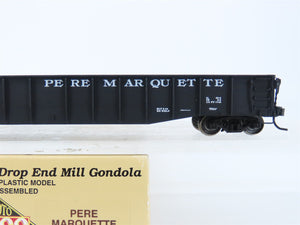 PERE MARQUETTE
Drop End Mill Gondola
PLASTIC MODEL
ASSEMBLED
PERE
MARQUETTE